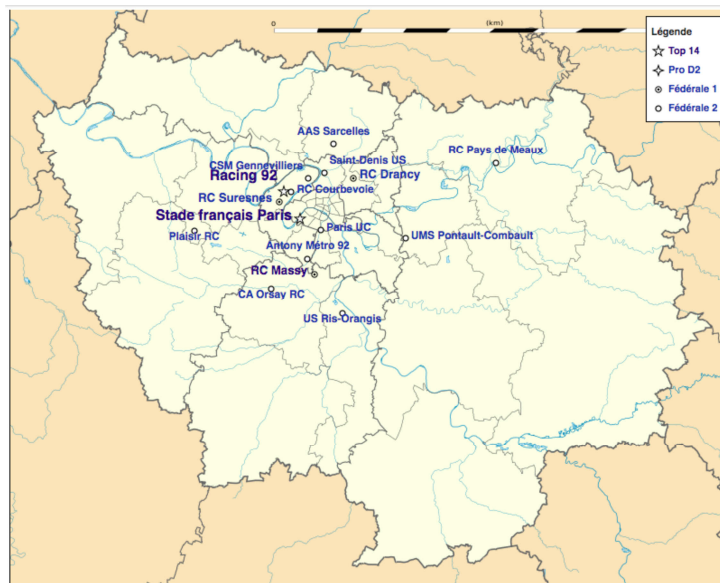 0
(km)
Légende
Top 14
Pro D2
Fédérale 1
Fédérale 2
AAS Sarcelles
RC Pays de Meaux
Saint-Denis US
CSM Gennevilliers
Racing 92
RC Drancy
RC Courbevoie
RC Suresnes
Stade français Paris
Plaisir RC
Paris UC
UMS Pontault-Combault
Antony Métro 92
RC Massy
CA Orsay RC
US Ris-Orangis